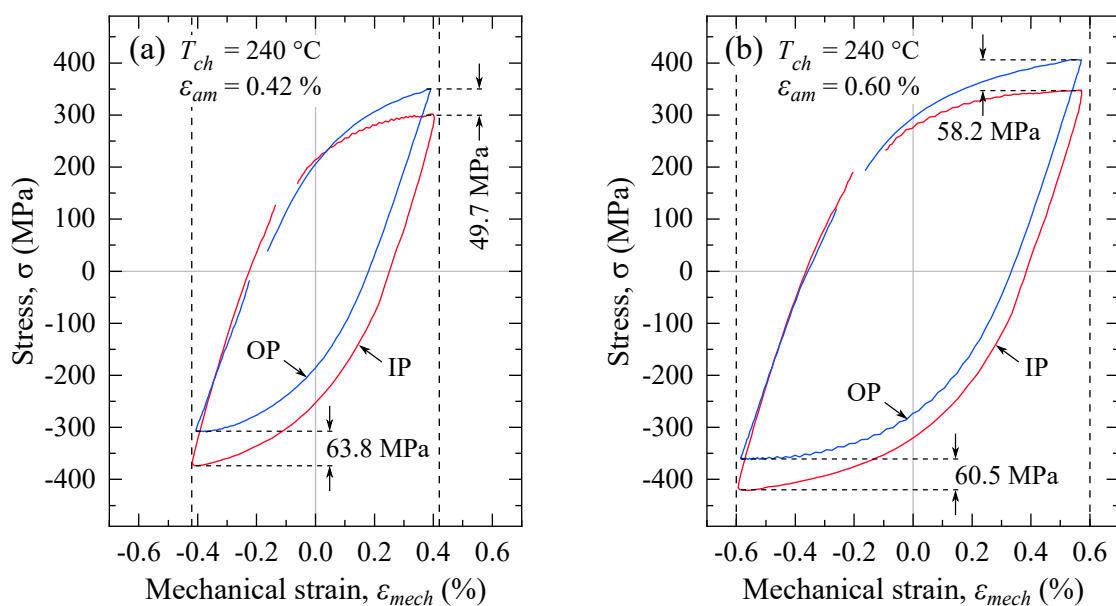 (a)
T_ch = 240 °C
ε_am = 0.42 %
400
300
200
100
0
-100
-200
-300
-400
Stress, σ (MPa)
49.7 MPa
OP
IP
63.8 MPa
-0.6 -0.4 -0.2 0.0 0.2 0.4 0.6
Mechanical strain, ε_mech (%)
(b)
T_ch = 240 °C
ε_am = 0.60 %
400
300
200
100
0
-100
-200
-300
-400
Stress, σ (MPa)
58.2 MPa
OP
IP
60.5 MPa
-0.6 -0.4 -0.2 0.0 0.2 0.4 0.6
Mechanical strain, ε_mech (%)